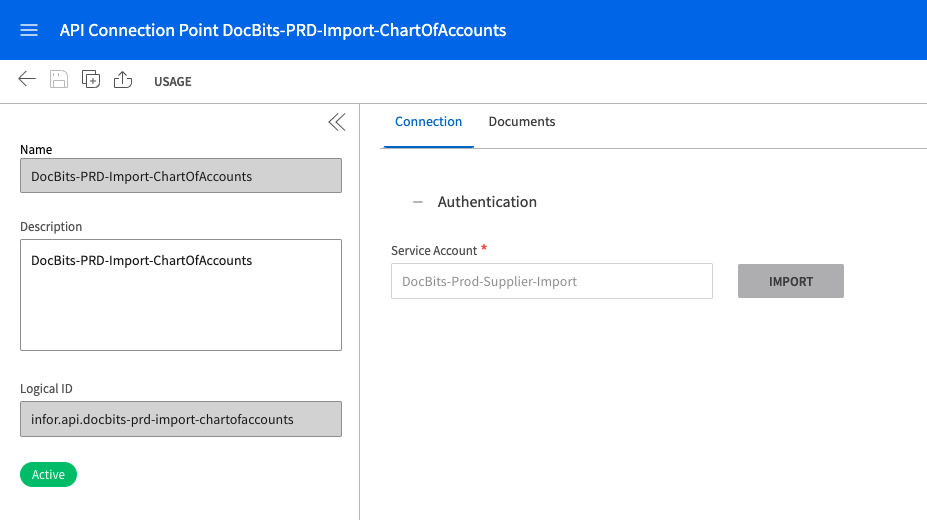 API Connection Point DocBits-PRD-Import-ChartOfAccounts
USAGE
Name
DocBits-PRD-Import-ChartOfAccounts
Description
DocBits-PRD-Import-ChartOfAccounts
Logical ID
infor.api.docbits-prd-import-chartofaccounts
Active
Connection Documents
Authentication
Service Account *
DocBits-Prod-Supplier-Import
IMPORT